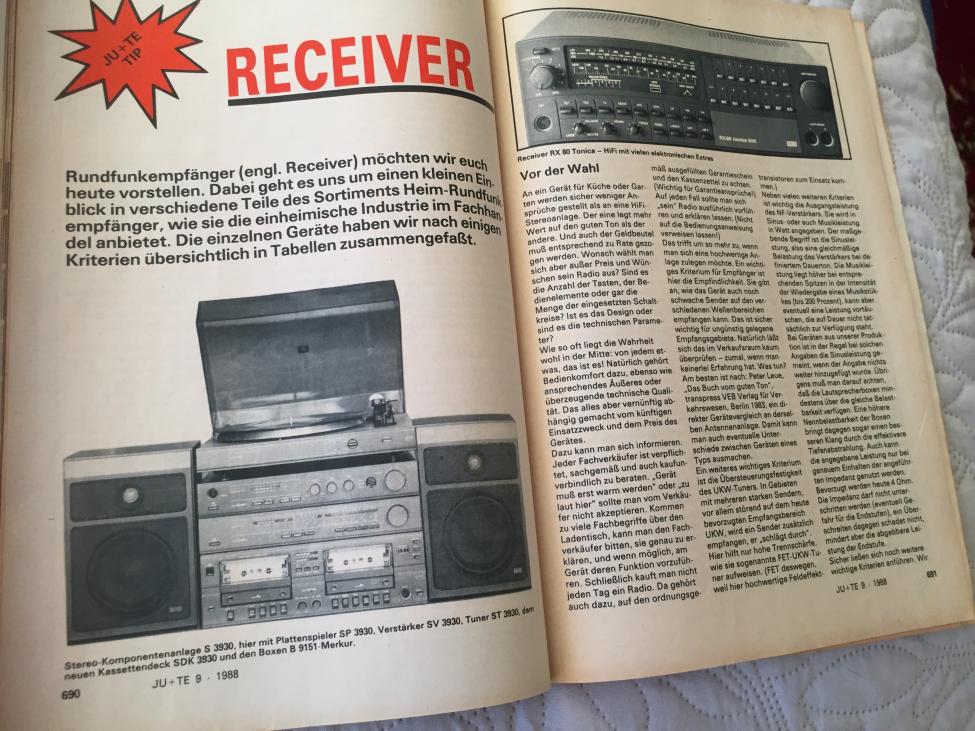 JU+TE
TIP
RECEIVER
Rundfunkempfänger (engl. Receiver) möchten wir euch
heute vorstellen. Dabei geht es uns um einen kleinen Ein-
blick in verschiedene Teile des Sortiments Heim-Rundfunk-
empfänger, wie sie die einheimische Industrie im Fachhan-
del anbietet. Die einzelnen Geräte haben wir nach einigen
Kriterien übersichtlich in Tabellen zusammengefaßt.
Stereo-Komponentenanlage S 3930, hier mit Plattenspieler SP 3930, Verstärker SV 3930, Tuner ST 3930, dem
neuen Kassettendeck SDK 3930 und den Boxen B 9151-Merkur.
690
JU+TE 9 · 1988
Receiver RX 80 Tonica – HiFi mit vielen elektronischen Extras
Vor der Wahl
An ein Gerät für Küche oder Gar-
ten werden sicher weniger An-
sprüche gestellt als an eine HiFi-
Stereoanlage. Der eine legt mehr
Wert auf den guten Ton als der
andere. Und auch der Geldbeutel
muß entsprechend zu Rate gezo-
gen werden. Wonach wählt man
sich aber außer Preis und Wün-
schen sein Radio aus? Sind es
die Anzahl der Tasten, der Be-
dienelemente oder gar die
Menge der eingesetzten Schalt-
kreise? Ist es das Design oder
sind es die technischen Parame-
ter?
Wie so oft liegt die Wahrheit
wohl in der Mitte: von jedem et-
was, das ist es! Natürlich gehört
Bedienkomfort dazu, ebenso wie
ansprechendes Äußeres oder
überzeugende technische Quali-
tät. Das alles aber vernünftig ab-
hängig gemacht vom künftigen
Einsatzzweck und dem Preis des
Gerätes.
Dazu kann man sich informieren.
Jeder Fachverkäufer ist verpflich-
tet, sachgemäß und auch kaufun-
verbindlich zu beraten. „Gerät
muß erst warm werden" oder „zu
laut hier" sollte man vom Verkäu-
fer nicht akzeptieren. Kommen
zu viele Fachbegriffe über den
Ladentisch, kann man den Fach-
verkäufer bitten, sie genau zu er-
klären, und wenn möglich, am
Gerät deren Funktion vorzufüh-
ren. Schließlich kauft man nicht
jeden Tag ein Radio. Da gehört
auch dazu, auf den ordnungsge-
mäß ausgefüllten Garantieschein
und den Kassenzettel zu achten.
(Wichtig für Garantieansprüche!)
Auf jeden Fall sollte man sich
„sein" Radio ausführlich vorfüh-
ren und erklären lassen. (Nicht
auf die Bedienungsanweisung
verweisen lassen!)
Das trifft um so mehr zu, wenn
man sich eine hochwertige An-
lage zulegen möchte. Ein wichti-
ges Kriterium für Empfänger ist
hier die Empfindlichkeit. Sie gibt
an, wie das Gerät auch noch
schwache Sender auf den ver-
schiedenen Wellenbereichen
empfangen kann. Das ist sicher
wichtig für ungünstig gelegene
Empfangsgebiete. Natürlich läßt
sich das im Verkaufsraum kaum
überprüfen – zumal, wenn man
keinerlei Erfahrung hat. Was tun?
Am besten ist nach: Peter Leue,
„Das Buch vom guten Ton",
transpress VEB Verlag für Ver-
kehrswesen, Berlin 1983, ein di-
rekter Gerätevergleich an dersel-
ben Antennenanlage. Damit kann
man auch eventuelle Unter-
schiede zwischen Geräten eines
Typs ausmachen.
Ein weiteres wichtiges Kriterium
ist die Übersteuerungsfestigkeit
des UKW-Tuners. In Gebieten
mit mehreren starken Sendern,
vor allem störend auf dem heute
bevorzugten Empfangsbereich
UKW, wird ein Sender zusätzlich
empfangen, er „schlägt durch".
Hier hilft nur hohe Trennschärfe,
wie sie sogenannte FET-UKW-Tu-
ner aufweisen. (FET deswegen,
weil hier hochwertige Feldeffekt-
transistoren zum Einsatz kom-
men.)
Neben vielen weiteren Kriterien
ist wichtig die Ausgangsleistung
des NF-Verstärkers. Sie wird in
Sinus- oder auch Musikleistung
in Watt angegeben. Der maßge-
bende Begriff ist die Sinuslei-
stung, also eine gleichmäßige
Belastung des Verstärkers bei de-
finiertem Dauerton. Die Musiklei-
stung liegt höher bei entspre-
chenden Spitzen in der Intensität
der Wiedergabe eines Musikstük-
kes (bis 200 Prozent), kann aber
eventuell eine Leistung vortäu-
schen, die auf Dauer nicht tat-
sächlich zur Verfügung steht.
Bei Geräten aus unserer Produk-
tion ist in der Regel bei solchen
Angaben die Sinusleistung ge-
meint, wenn der Angabe nichts
weiter hinzugefügt wurde. Übri-
gens muß man darauf achten,
daß die Lautsprecherboxen min-
destens über die gleiche Belast-
barkeit verfügen. Eine höhere
Nennbelastbarkeit der Boxen
bringt dagegen sogar einen bes-
seren Klang durch die effektivere
Tiefenabstrahlung. Auch kann
die angegebene Leistung nur bei
genauem Einhalten der angeführ-
ten Impedanz genutzt werden.
Bevorzugt werden heute 4 Ohm.
Die Impedanz darf nicht unter-
schritten werden (eventuell Ge-
fahr für die Endstufen), ein Über-
schreiten dagegen schadet nicht,
mindert aber die abgebbare Lei-
stung der Endstufe.
Sicher ließen sich noch weitere
wichtige Kriterien anführen. Wir
JU+TE 9 · 1988
691